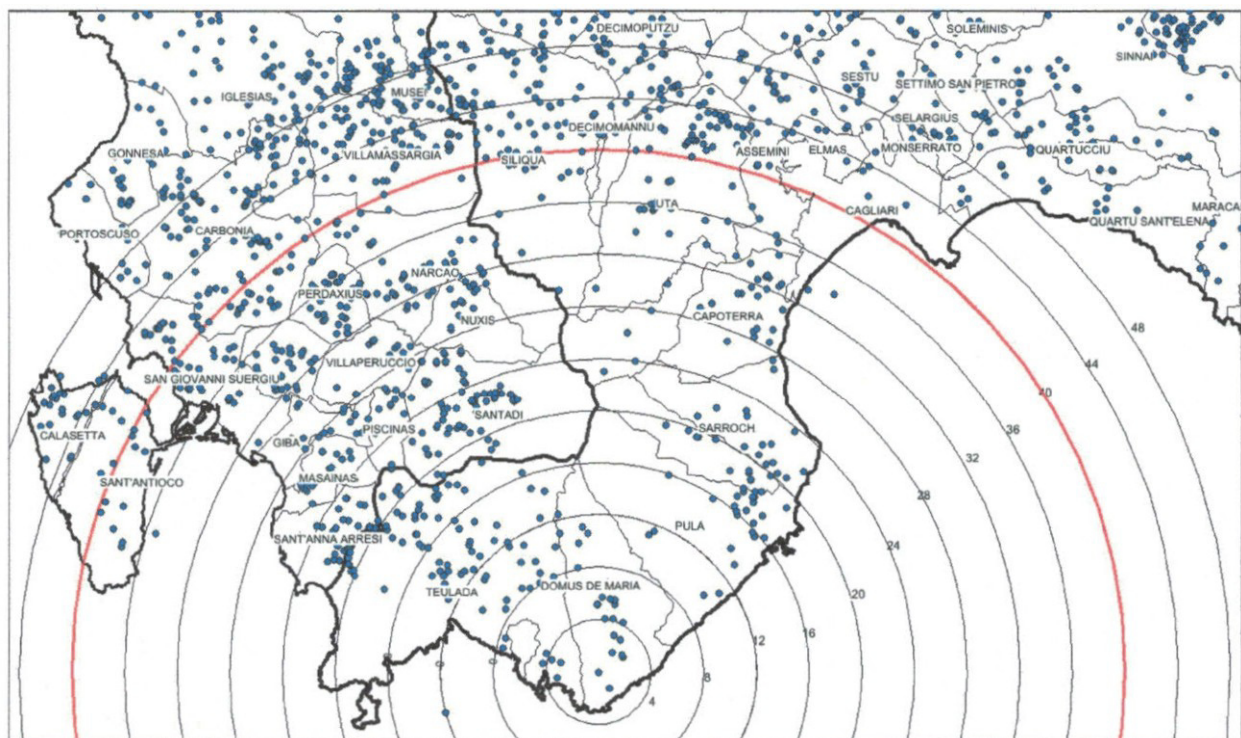 DECIMOPUTZU
SOLEMINIS
SINNAI
SESTU
SETTIMO SAN PIETRO
IGLESIAS
MUSEI
SELARGIUS
DECIMOMANNU
GONNESA
VILLAMASSARGIA
SILIQUA
ASSEMINI
ELMAS
MONSERRATO
QUARTUCCIU
UTA
CAGLIARI
MARACA
PORTOSCUSO
CARBONIA
QUARTU SANT'ELENA
NARCAO
PERDAXIUS
NUXIS
CAPOTERRA
48
VILLAPERUCCIO
44
SAN GIOVANNI SUERGIU
40
SANTADI
CALASETTA
PISCINAS
SARROCH
36
GIBA
32
MASAINAS
SANT'ANTIOCO
28
PULA
SANT'ANNA ARRESI
24
DOMUS DE MARIA
TEULADA
20
16
12
8
4